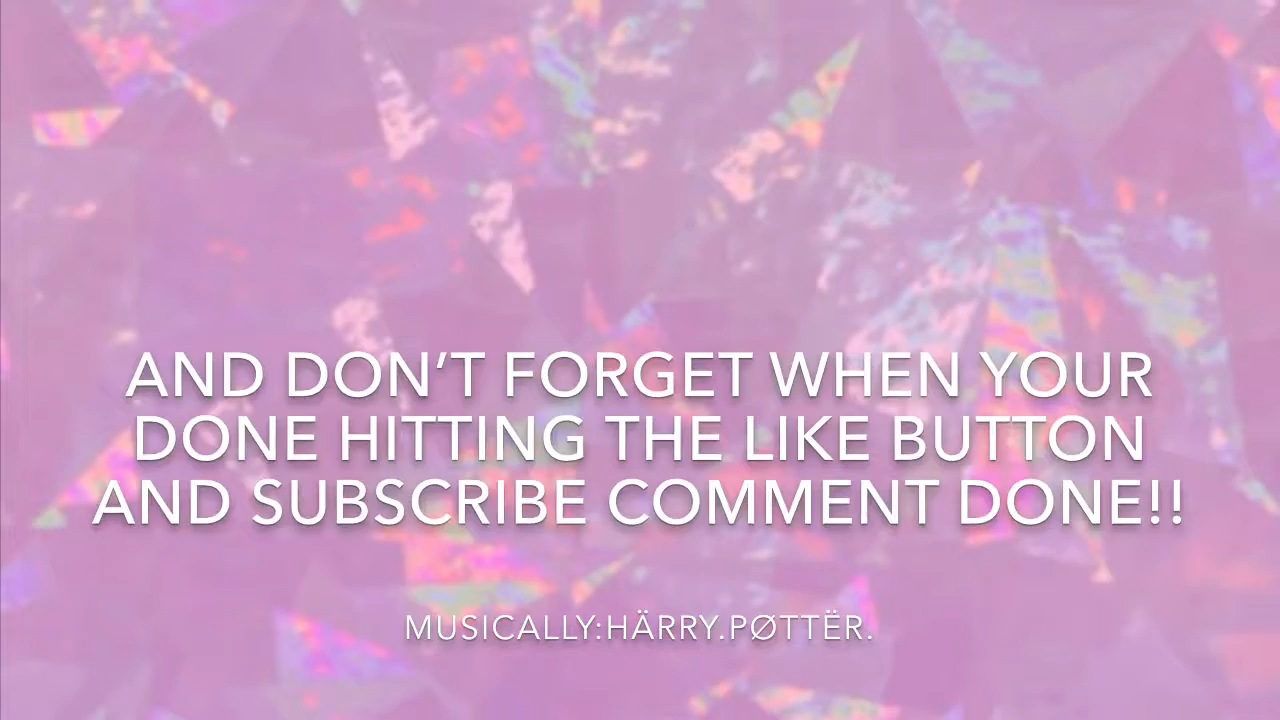 AND DON’T FORGET WHEN YOUR
DONE HITTING THE LIKE BUTTON
AND SUBSCRIBE COMMENT DONE!!
MUSICALLY:HÄRRY.PØTTËR.